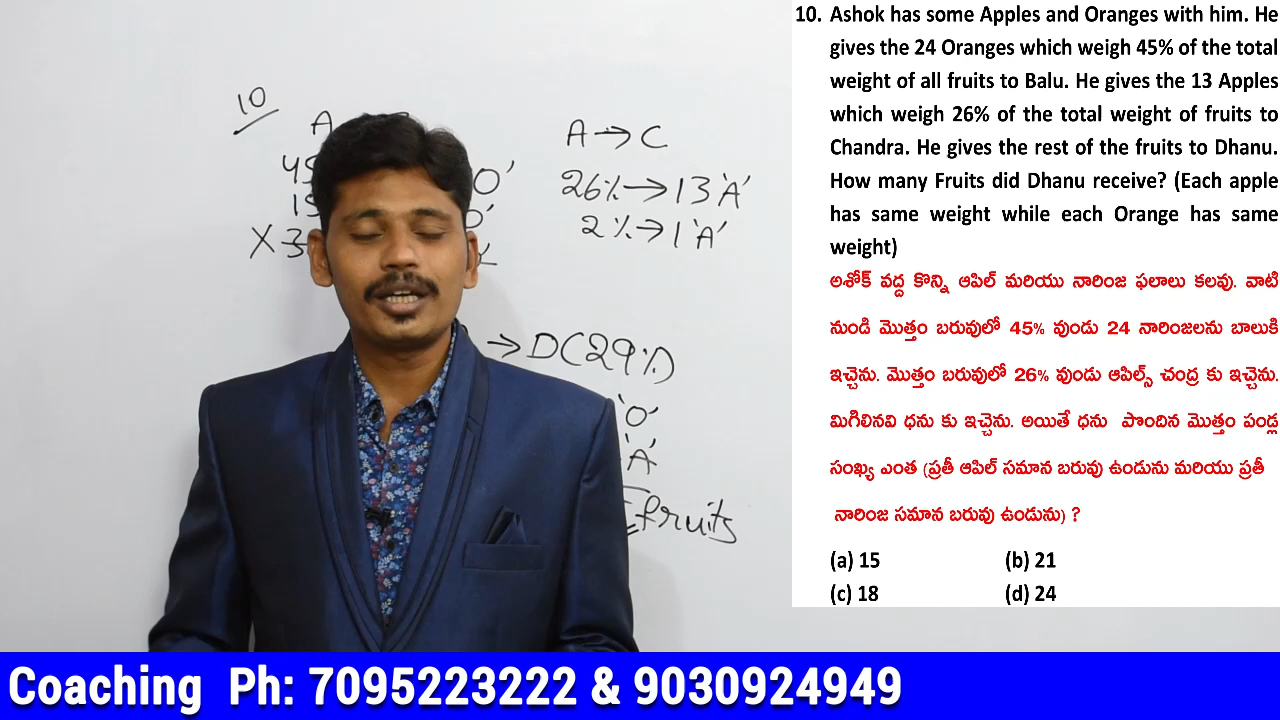 10
A
A → C
45
O'
26% → 13 'A'
15
O'
2% → 1 'A'
X 3
→ D (29%)
'O'
'A'
fruits
10. Ashok has some Apples and Oranges with him. He
gives the 24 Oranges which weigh 45% of the total
weight of all fruits to Balu. He gives the 13 Apples
which weigh 26% of the total weight of fruits to
Chandra. He gives the rest of the fruits to Dhanu.
How many Fruits did Dhanu receive? (Each apple
has same weight while each Orange has same
weight)
అశోక్ వద్ద కొన్ని ఆపిల్ మరియు నారింజ ఫలాలు కలవు. వాటి
నుండి మొత్తం బరువులో 45% వుండు 24 నారింజలను బాలుకి
ఇచ్చెను. మొత్తం బరువులో 26% వుండు ఆపిల్స్ చంద్ర కు ఇచ్చెను.
మిగిలినవి ధను కు ఇచ్చెను. అయితే ధను పొందిన మొత్తం పండ్ల
సంఖ్య ఎంత (ప్రతీ ఆపిల్ సమాన బరువు ఉండును మరియు ప్రతీ
నారింజ సమాన బరువు ఉండును) ?
(a) 15 (b) 21
(c) 18 (d) 24
Coaching Ph: 7095223222 & 9030924949